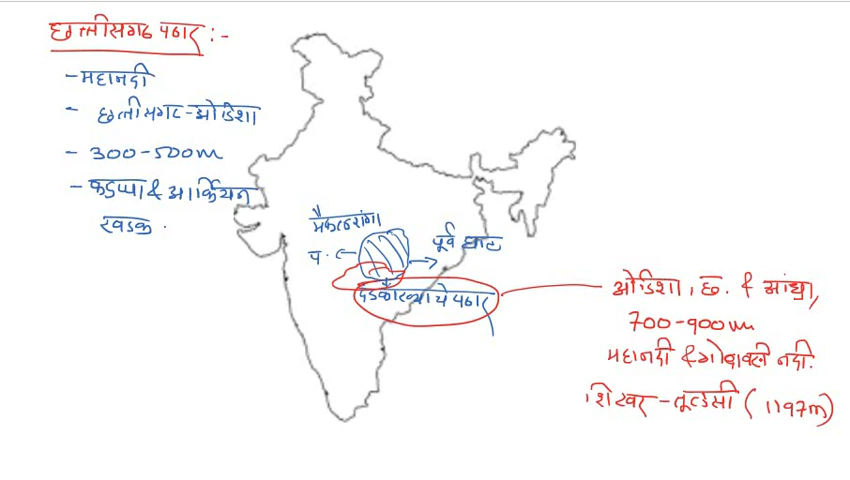 छत्तीसगढ पठार :-
- महानदी
- छत्तीसगढ-ओडिशा
- 300-500m
- कडप्पा & आर्कियन
खडक.
मैकलरांगा
प.
पूर्व घाट
दंडकारण्याचे पठार
ओडिशा, छ. & आंध्रा,
700-900m
महानदी & गोदावरी नदी.
शिखर - तूलसी (1197m)